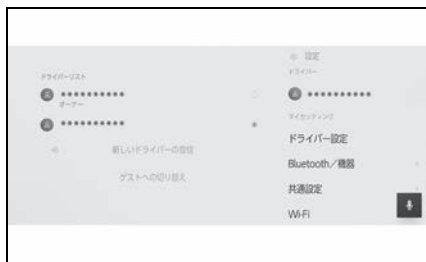 ドライバーリスト
●●●●●●●●●●
オーナー
●●●●●●●●●●
新しいドライバーの登録
ゲストへの切り替え
設定
ドライバー
●●●●●●●●●●
マイセッティング
ドライバー設定
Bluetooth／機器
共通設定
Wi-Fi